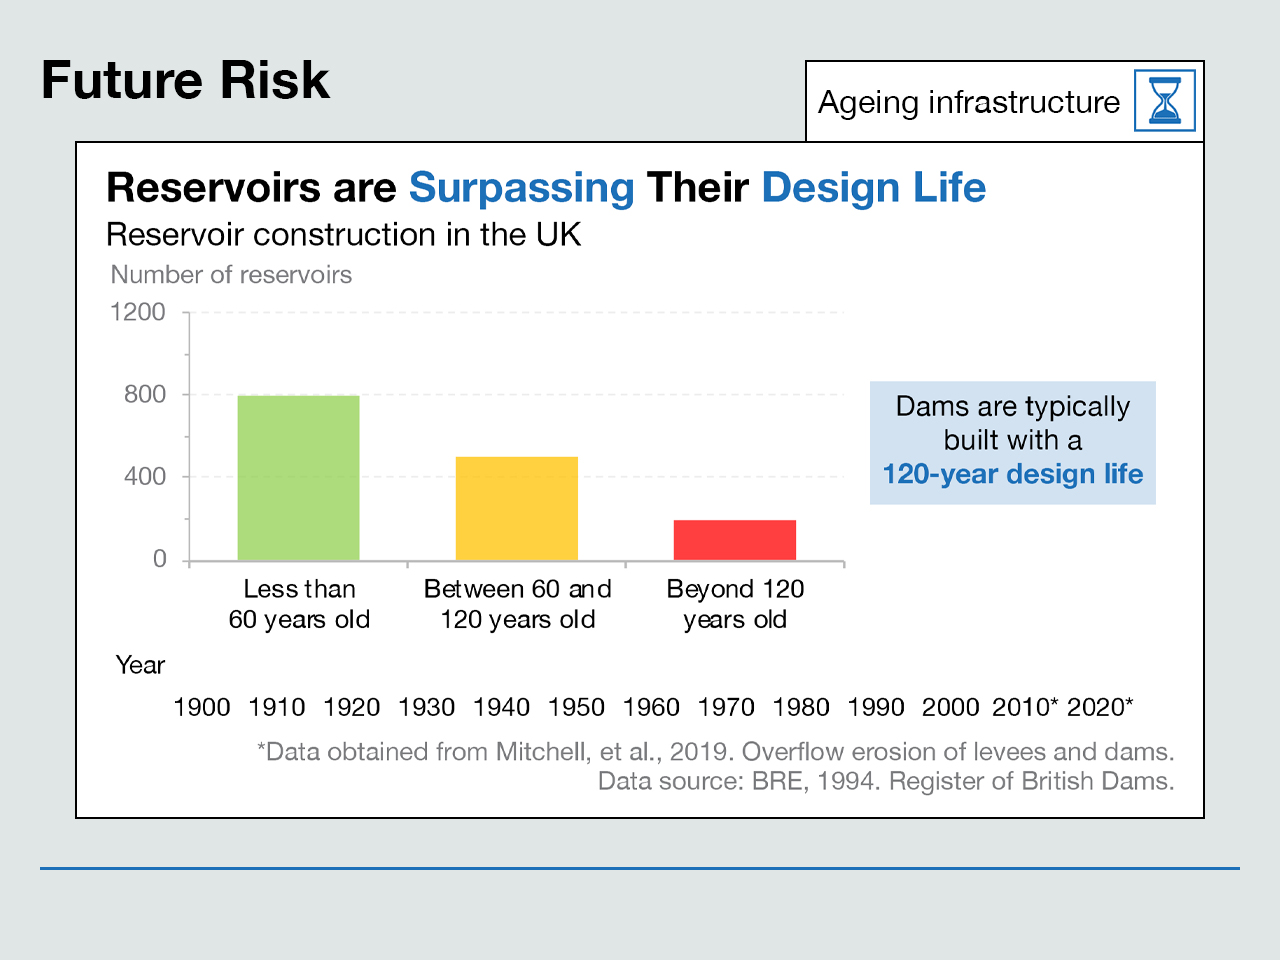 Future Risk
Ageing infrastructure
Reservoirs are Surpassing Their Design Life
Reservoir construction in the UK
Number of reservoirs
1200
800
400
0
Dams are typically
built with a
120-year design life
Less than
60 years old
Between 60 and
120 years old
Beyond 120
years old
Year
1900 1910 1920 1930 1940 1950 1960 1970 1980 1990 2000 2010* 2020*
*Data obtained from Mitchell, et al., 2019. Overflow erosion of levees and dams.
Data source: BRE, 1994. Register of British Dams.